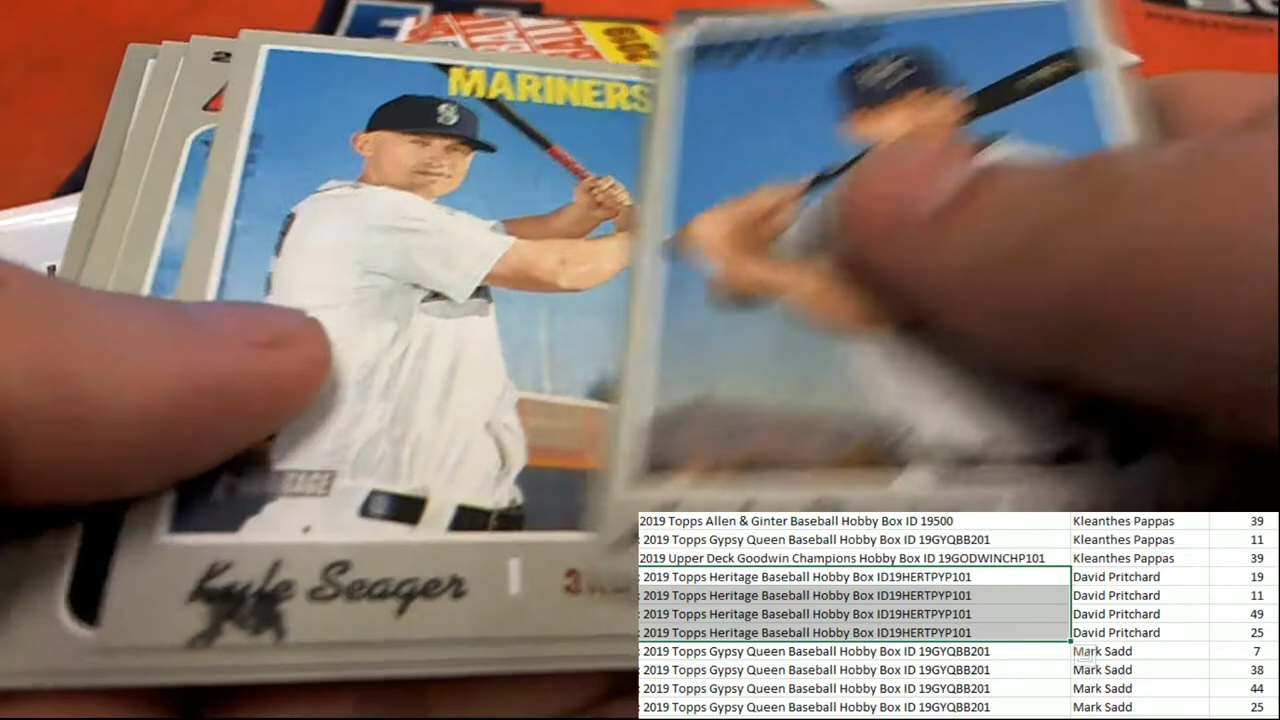 MARINERS
S
Kyle Seager
2019 Topps Allen & Ginter Baseball Hobby Box ID 19500 Kleanthes Pappas 39
: 2019 Topps Gypsy Queen Baseball Hobby Box ID 19GYQBB201 Kleanthes Pappas 11
2019 Upper Deck Goodwin Champions Hobby Box ID 19GODWINCHP101 Kleanthes Pappas 39
: 2019 Topps Heritage Baseball Hobby Box ID19HERTPYP101 David Pritchard 19
: 2019 Topps Heritage Baseball Hobby Box ID19HERTPYP101 David Pritchard 11
: 2019 Topps Heritage Baseball Hobby Box ID19HERTPYP101 David Pritchard 49
: 2019 Topps Heritage Baseball Hobby Box ID19HERTPYP101 David Pritchard 25
: 2019 Topps Gypsy Queen Baseball Hobby Box ID 19GYQBB201 Mark Sadd 7
: 2019 Topps Gypsy Queen Baseball Hobby Box ID 19GYQBB201 Mark Sadd 38
: 2019 Topps Gypsy Queen Baseball Hobby Box ID 19GYQBB201 Mark Sadd 44
: 2019 Topps Gypsy Queen Baseball Hobby Box ID 19GYQBB201 Mark Sadd 25